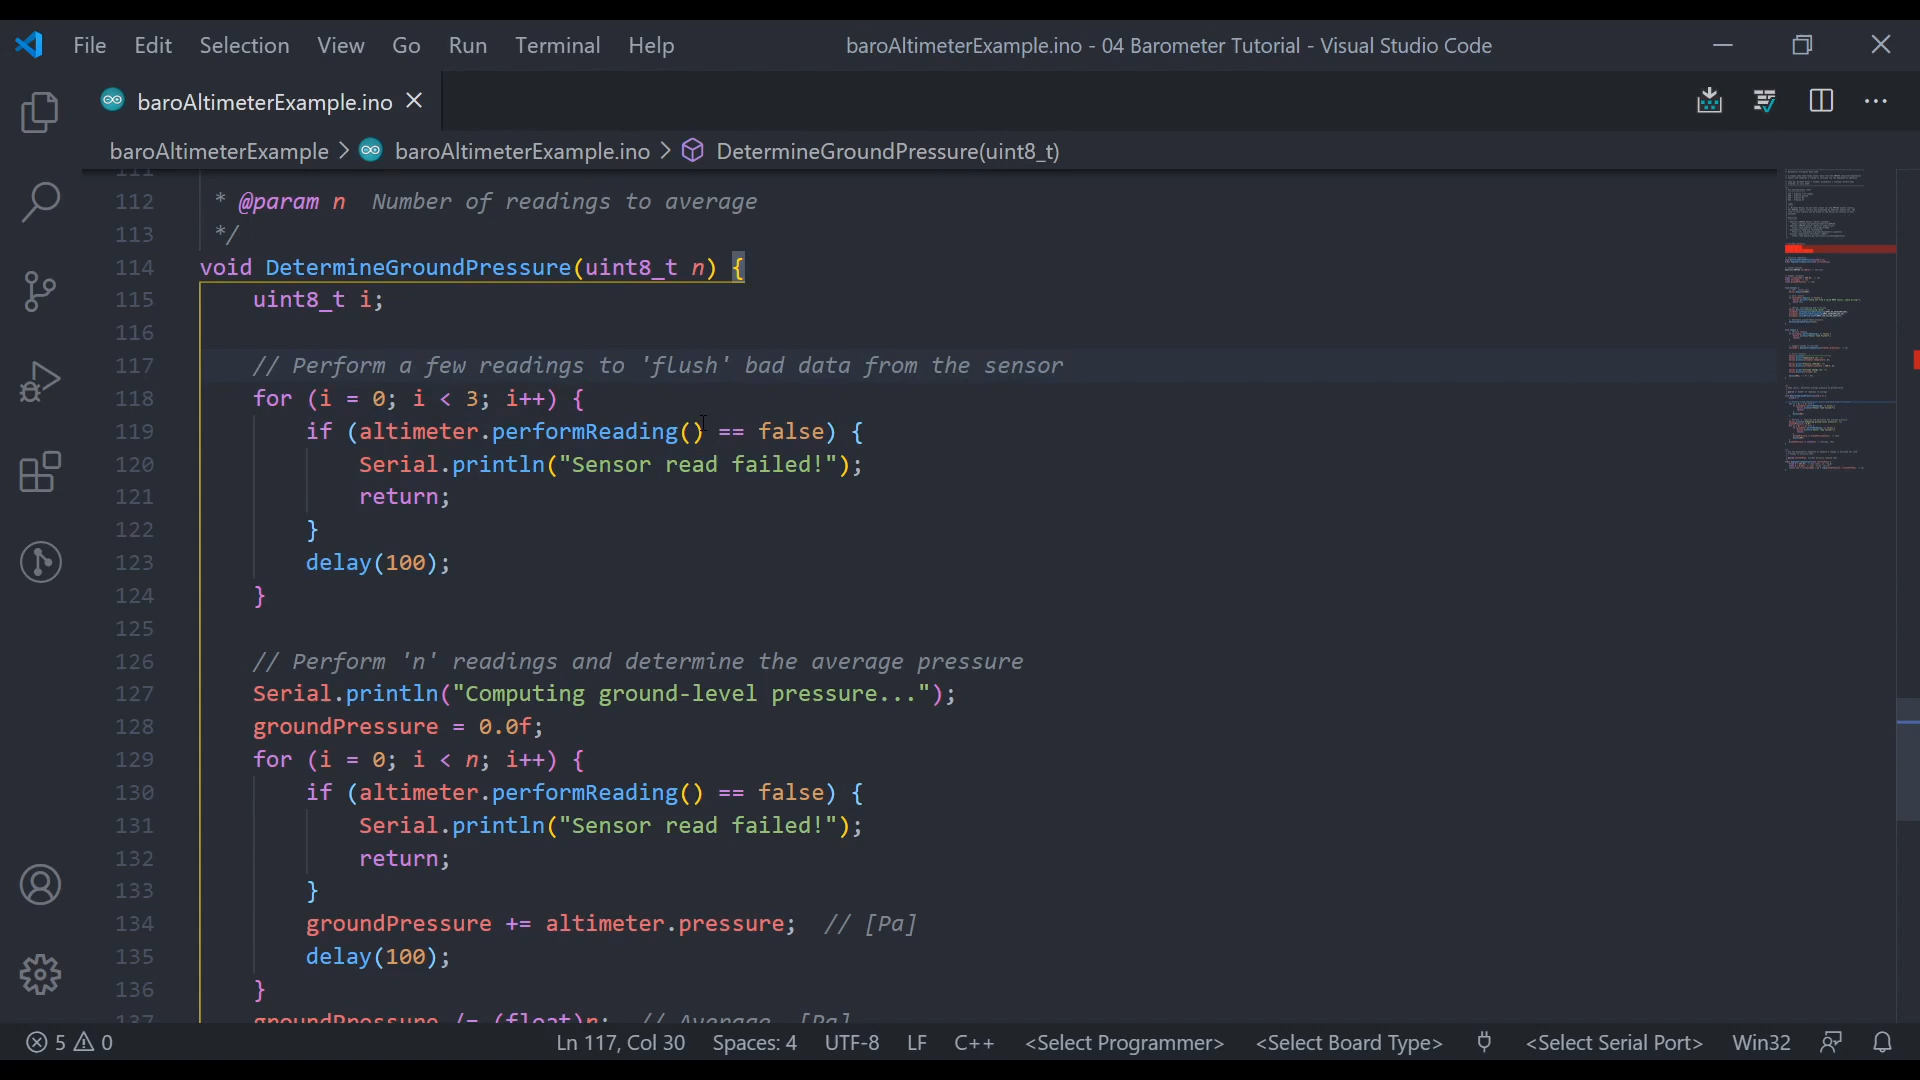 File Edit Selection View Go Run Terminal Help baroAltimeterExample.ino - 04 Barometer Tutorial - Visual Studio Code
baroAltimeterExample.ino
baroAltimeterExample > baroAltimeterExample.ino > DetermineGroundPressure(uint8_t)
111
112 * @param n  Number of readings to average
113 */
114 void DetermineGroundPressure(uint8_t n) {
115     uint8_t i;
116
117     // Perform a few readings to 'flush' bad data from the sensor
118     for (i = 0; i < 3; i++) {
119         if (altimeter.performReading() == false) {
120             Serial.println("Sensor read failed!");
121             return;
122         }
123         delay(100);
124     }
125
126     // Perform 'n' readings and determine the average pressure
127     Serial.println("Computing ground-level pressure...");
128     groundPressure = 0.0f;
129     for (i = 0; i < n; i++) {
130         if (altimeter.performReading() == false) {
131             Serial.println("Sensor read failed!");
132             return;
133         }
134         groundPressure += altimeter.pressure;  // [Pa]
135         delay(100);
136     }
137     groundPressure /= (float)n;  // Average  [Pa]
5 0 Ln 117, Col 30 Spaces: 4 UTF-8 LF C++ <Select Programmer> <Select Board Type> <Select Serial Port> Win32